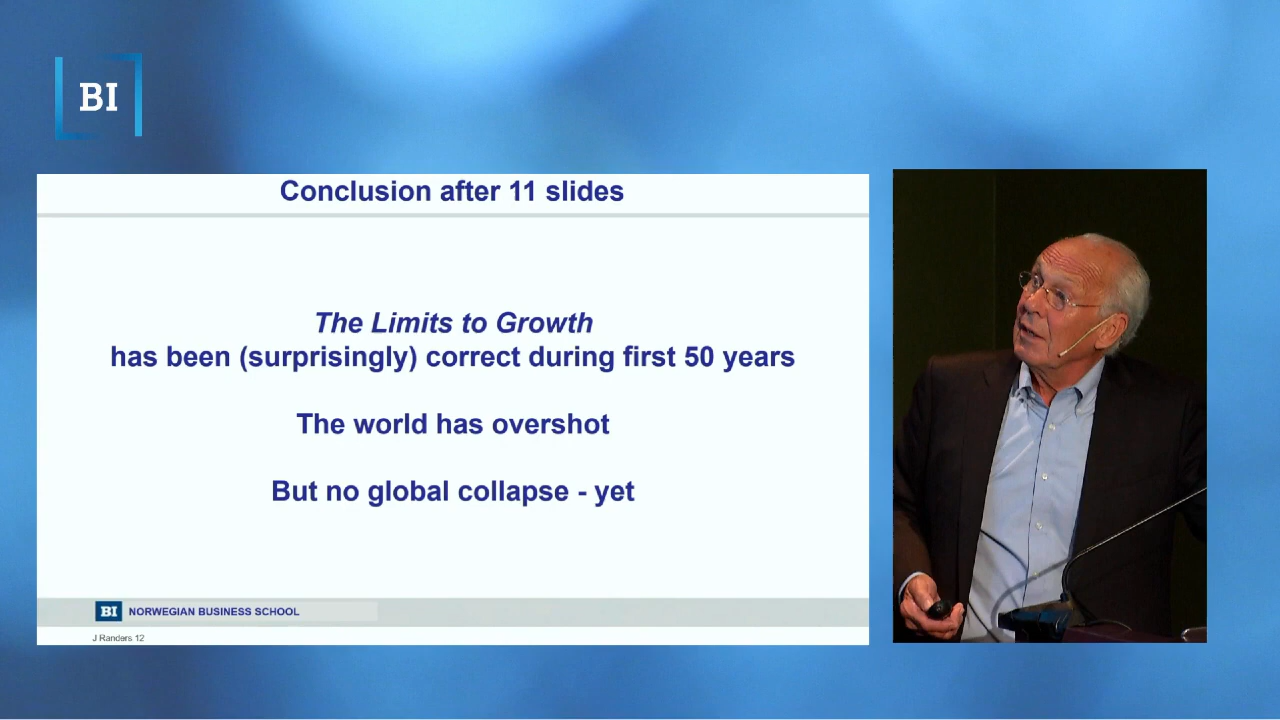 BI
Conclusion after 11 slides
The Limits to Growth
has been (surprisingly) correct during first 50 years
The world has overshot
But no global collapse - yet
BI NORWEGIAN BUSINESS SCHOOL
J Randers 12